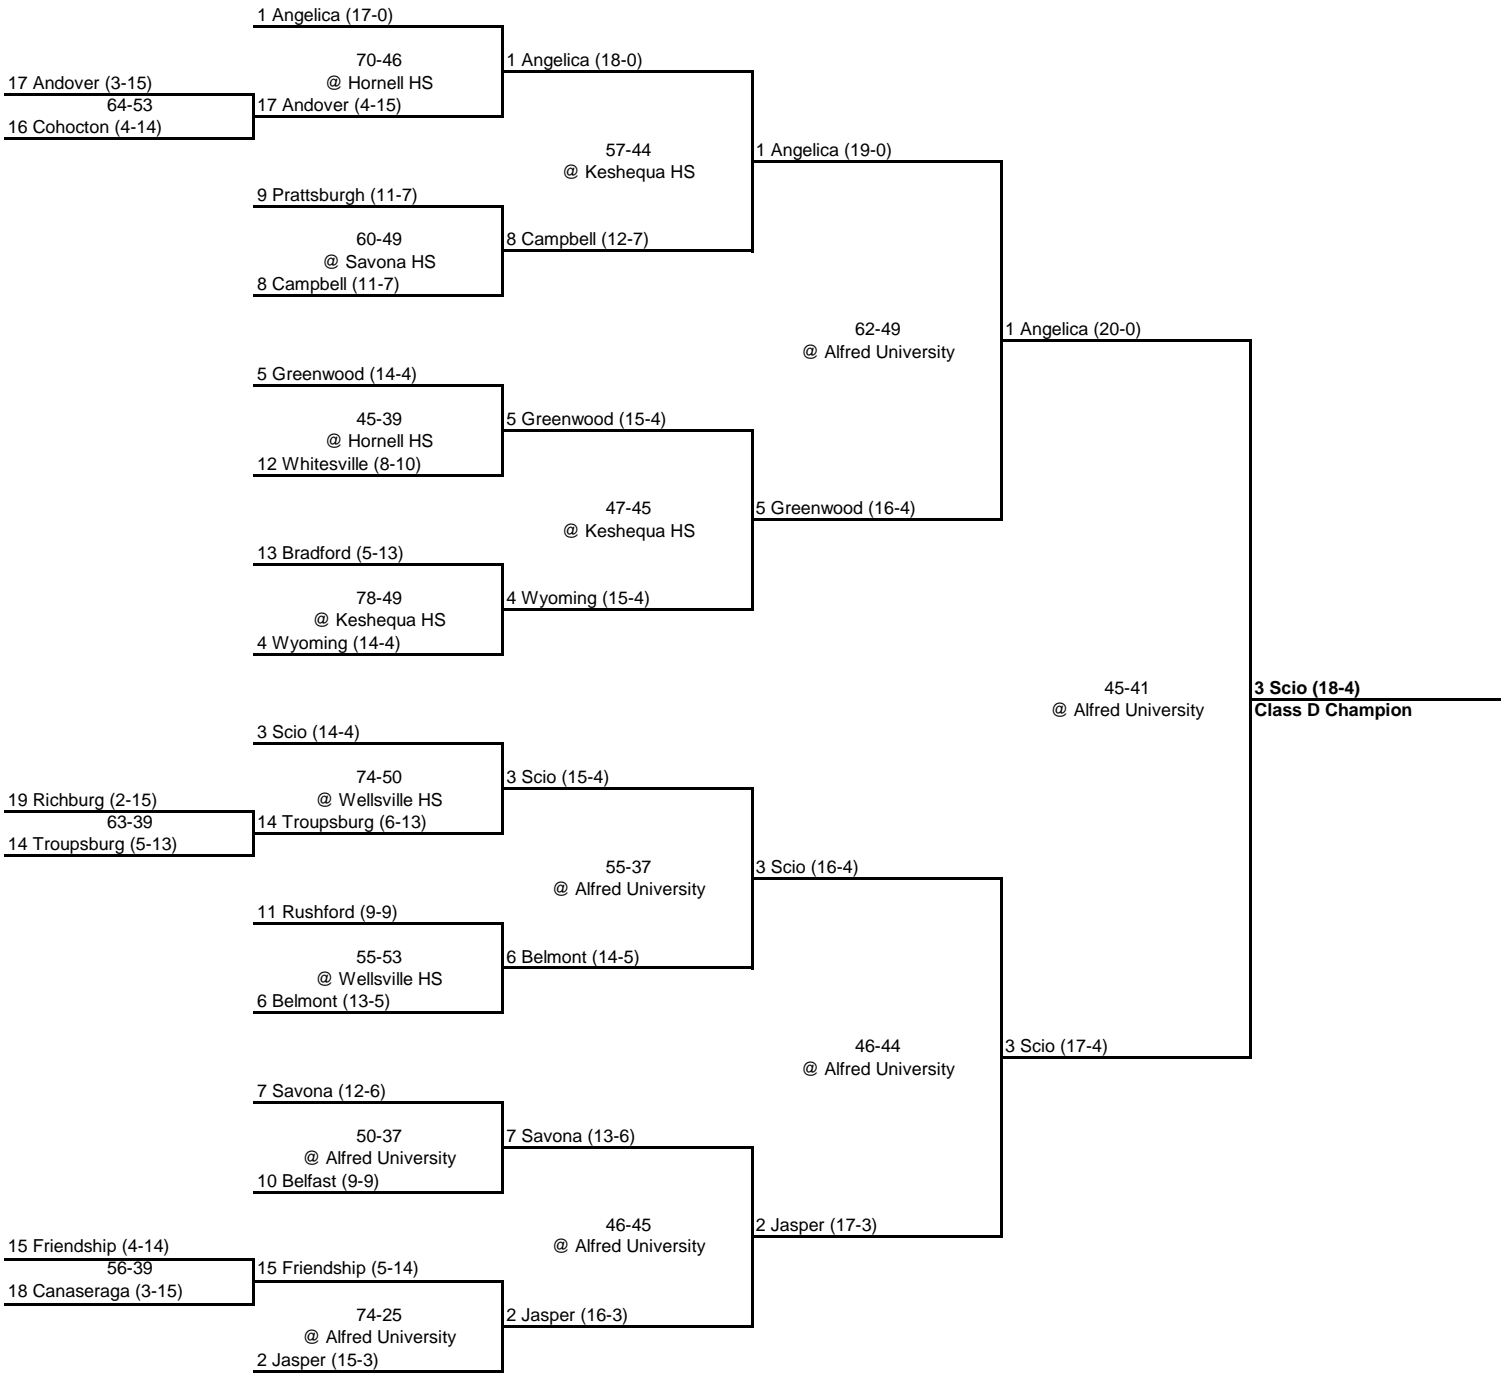 1 Angelica (17-0)
70-46
@ Hornell HS
1 Angelica (18-0)
17 Andover (3-15)
64-53
16 Cohocton (4-14)
17 Andover (4-15)
57-44
@ Keshequa HS
1 Angelica (19-0)
9 Prattsburgh (11-7)
60-49
@ Savona HS
8 Campbell (11-7)
8 Campbell (12-7)
62-49
@ Alfred University
1 Angelica (20-0)
5 Greenwood (14-4)
45-39
@ Hornell HS
12 Whitesville (8-10)
5 Greenwood (15-4)
47-45
@ Keshequa HS
5 Greenwood (16-4)
13 Bradford (5-13)
78-49
@ Keshequa HS
4 Wyoming (14-4)
4 Wyoming (15-4)
45-41
@ Alfred University
3 Scio (18-4)
Class D Champion
3 Scio (14-4)
74-50
@ Wellsville HS
3 Scio (15-4)
19 Richburg (2-15)
63-39
14 Troupsburg (5-13)
14 Troupsburg (6-13)
55-37
@ Alfred University
3 Scio (16-4)
11 Rushford (9-9)
55-53
@ Wellsville HS
6 Belmont (13-5)
6 Belmont (14-5)
46-44
@ Alfred University
3 Scio (17-4)
7 Savona (12-6)
50-37
@ Alfred University
10 Belfast (9-9)
7 Savona (13-6)
46-45
@ Alfred University
2 Jasper (17-3)
15 Friendship (4-14)
56-39
18 Canaseraga (3-15)
15 Friendship (5-14)
74-25
@ Alfred University
2 Jasper (15-3)
2 Jasper (16-3)